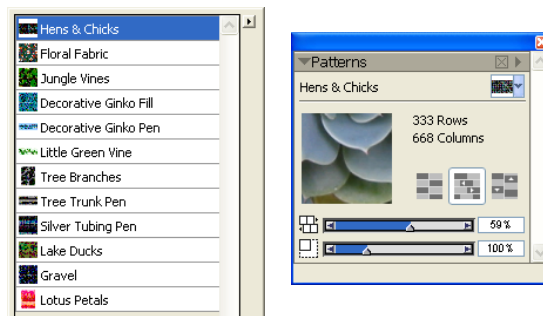 Hens & Chicks
Floral Fabric
Jungle Vines
Decorative Ginko Fill
Decorative Ginko Pen
Little Green Vine
Tree Branches
Tree Trunk Pen
Silver Tubing Pen
Lake Ducks
Gravel
Lotus Petals
Patterns
Hens & Chicks
333 Rows
668 Columns
59%
100%